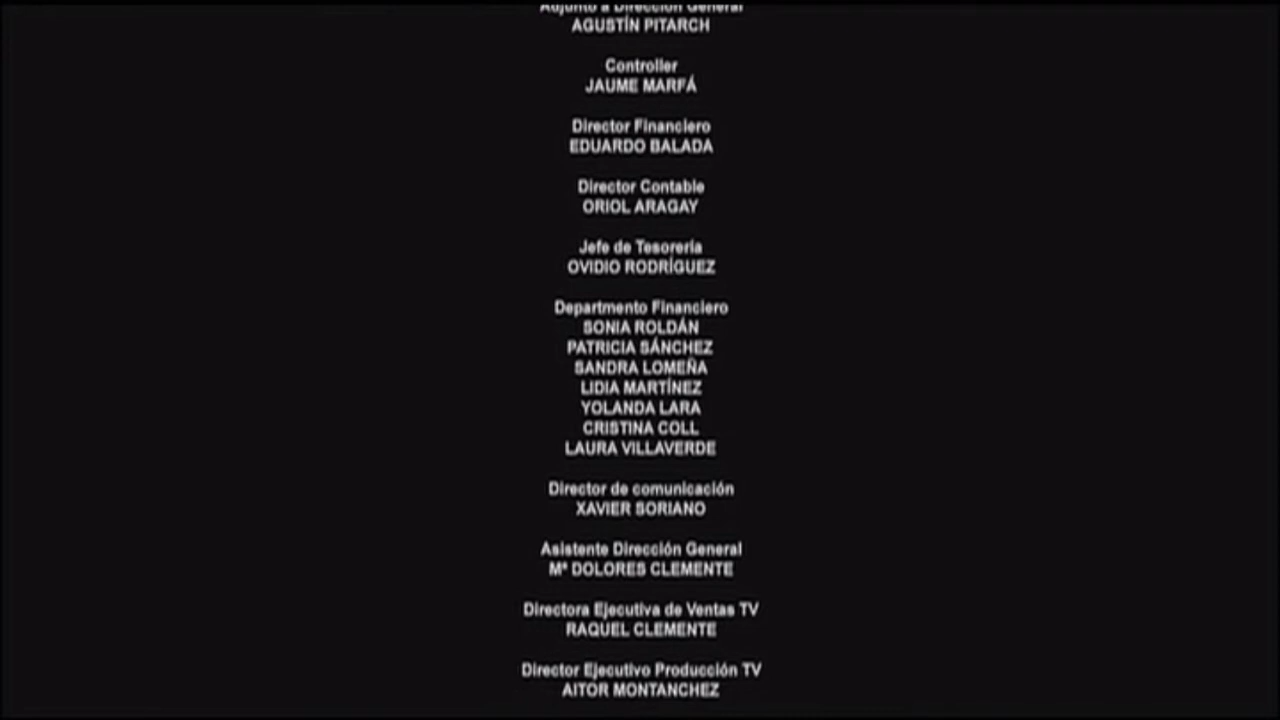 Adjunto a Dirección General
AGUSTÍN PITARCH
Controller
JAUME MARFÁ
Director Financiero
EDUARDO BALADA
Director Contable
ORIOL ARAGAY
Jefe de Tesorería
OVIDIO RODRÍGUEZ
Departmento Financiero
SONIA ROLDÁN
PATRICIA SÁNCHEZ
SANDRA LOMEÑA
LIDIA MARTÍNEZ
YOLANDA LARA
CRISTINA COLL
LAURA VILLAVERDE
Director de comunicación
XAVIER SORIANO
Asistente Dirección General
Mª DOLORES CLEMENTE
Directora Ejecutiva de Ventas TV
RAQUEL CLEMENTE
Director Ejecutivo Producción TV
AITOR MONTANCHEZ